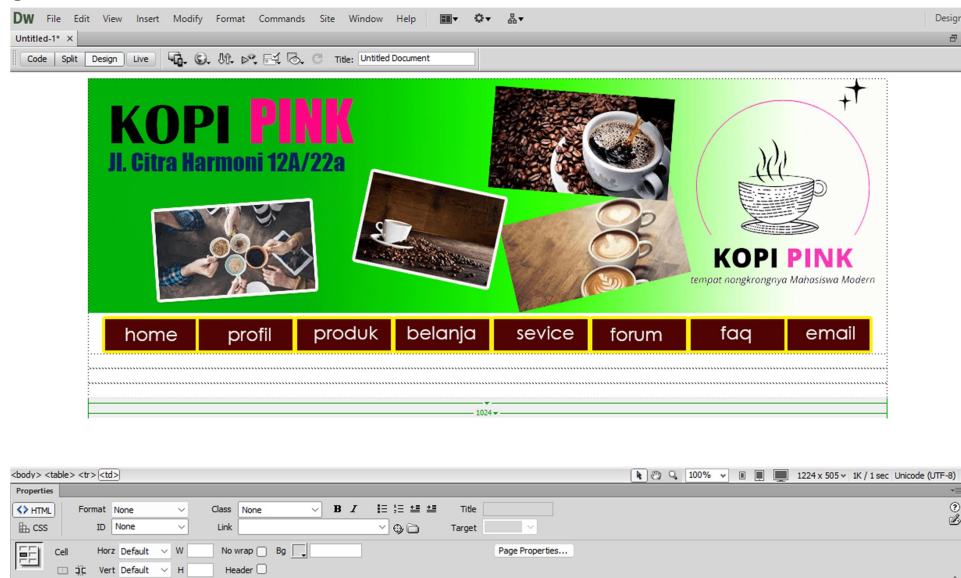 DW File Edit View Insert Modify Format Commands Site Window Help Design
Untitled-1* ×
Code Split Design Live Title: Untitled Document
KOPI PINK
Jl. Citra Harmoni 12A/22a
KOPI PINK
tempat nongkrongnya Mahasiswa Modern
home profil produk belanja sevice forum faq email
1024
<body> <table> <tr> <td> 100% 1224 x 505 1K / 1 sec Unicode (UTF-8)
Properties
<> HTML Format None Class None B I Title
CSS ID None Link Target
Cell Horz Default W No wrap Bg Page Properties...
Vert Default H Header